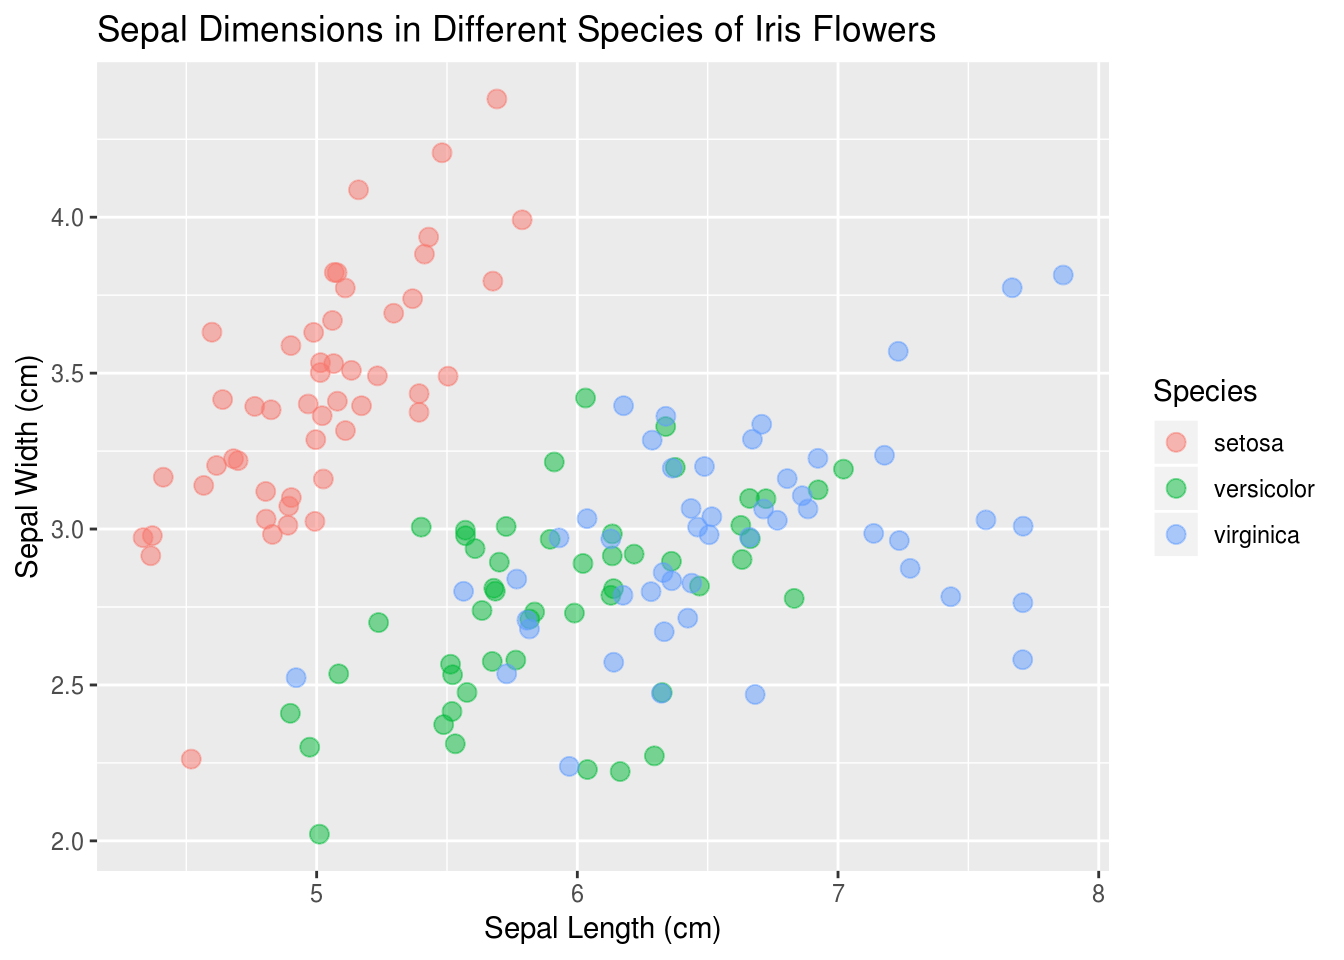 Sepal Dimensions in Different Species of Iris Flowers
Sepal Width (cm)
4.0
3.5
3.0
2.5
2.0
5 6 7 8
Sepal Length (cm)
Species
setosa
versicolor
virginica